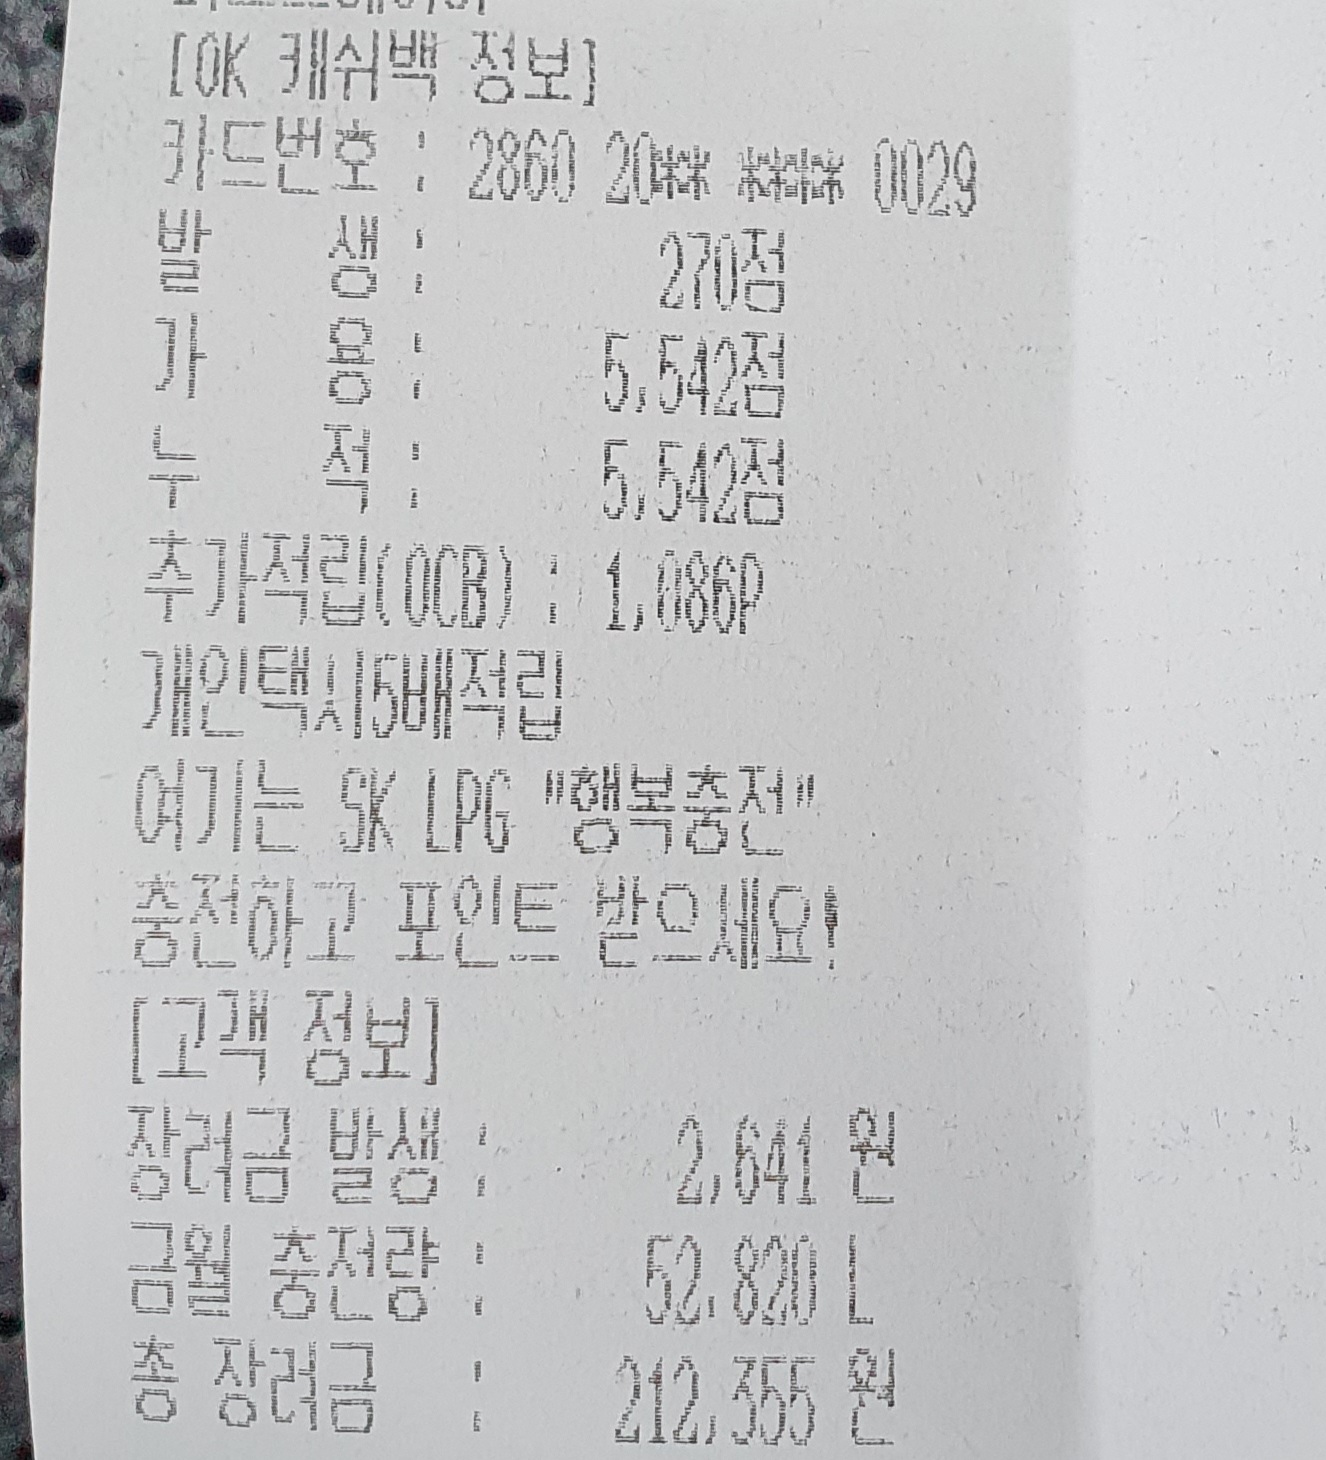 [OK 캐쉬백 정보]
카드번호 : 2860 20** **** 0029
발 생 : 270점
가 용 : 5,542점
누 적 : 5,542점
추가적립(OCB) : 1,086P
개인택시5배적립
여기는 SK LPG "행복충전"
충전하고 포인트 받으세요!
[고객 정보]
장려금 발생 : 2,641 원
금월 충전량 : 52.820 L
총 장려금 : 212,355 원